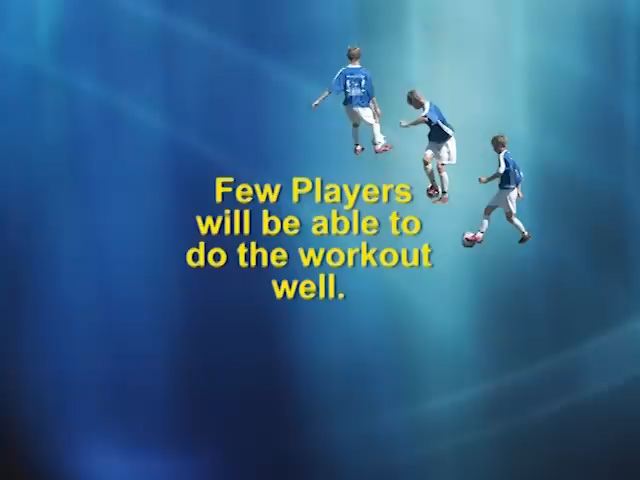 Few Players
will be able to
do the workout
well.